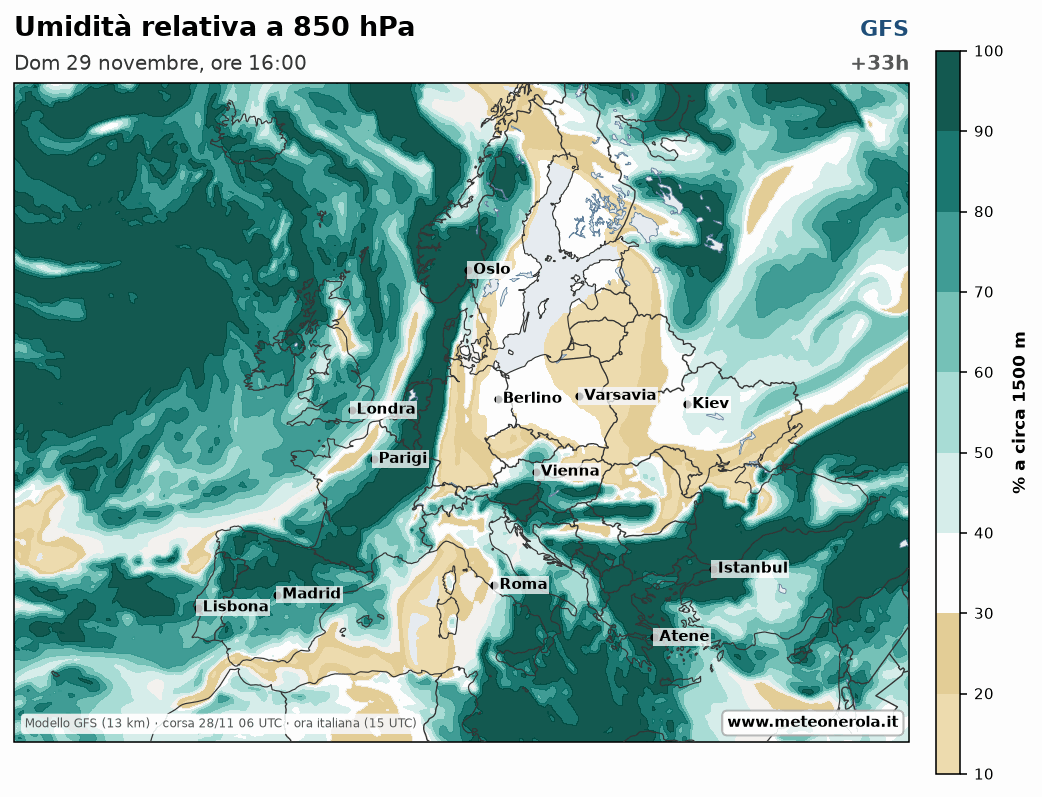 Umidità relativa a 850 hPa
GFS
Dom 29 novembre, ore 16:00
+33h
100
90
80
70
60
50
40
30
20
10
% a circa 1500 m
Oslo
Londra
Berlino
Varsavia
Kiev
Parigi
Vienna
Istanbul
Roma
Madrid
Lisbona
Atene
Modello GFS (13 km) · corsa 28/11 06 UTC · ora italiana (15 UTC)
www.meteonerola.it